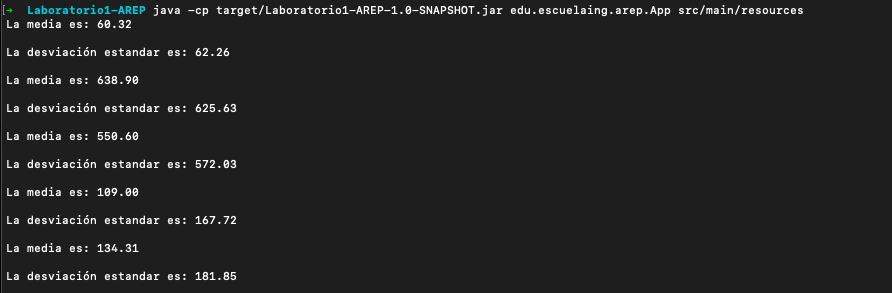 [→ Laboratorio1-AREP java -cp target/Laboratorio1-AREP-1.0-SNAPSHOT.jar edu.escuelaing.arep.App src/main/resources
La media es: 60.32
La desviación estandar es: 62.26
La media es: 638.90
La desviación estandar es: 625.63
La media es: 550.60
La desviación estandar es: 572.03
La media es: 109.00
La desviación estandar es: 167.72
La media es: 134.31
La desviación estandar es: 181.85